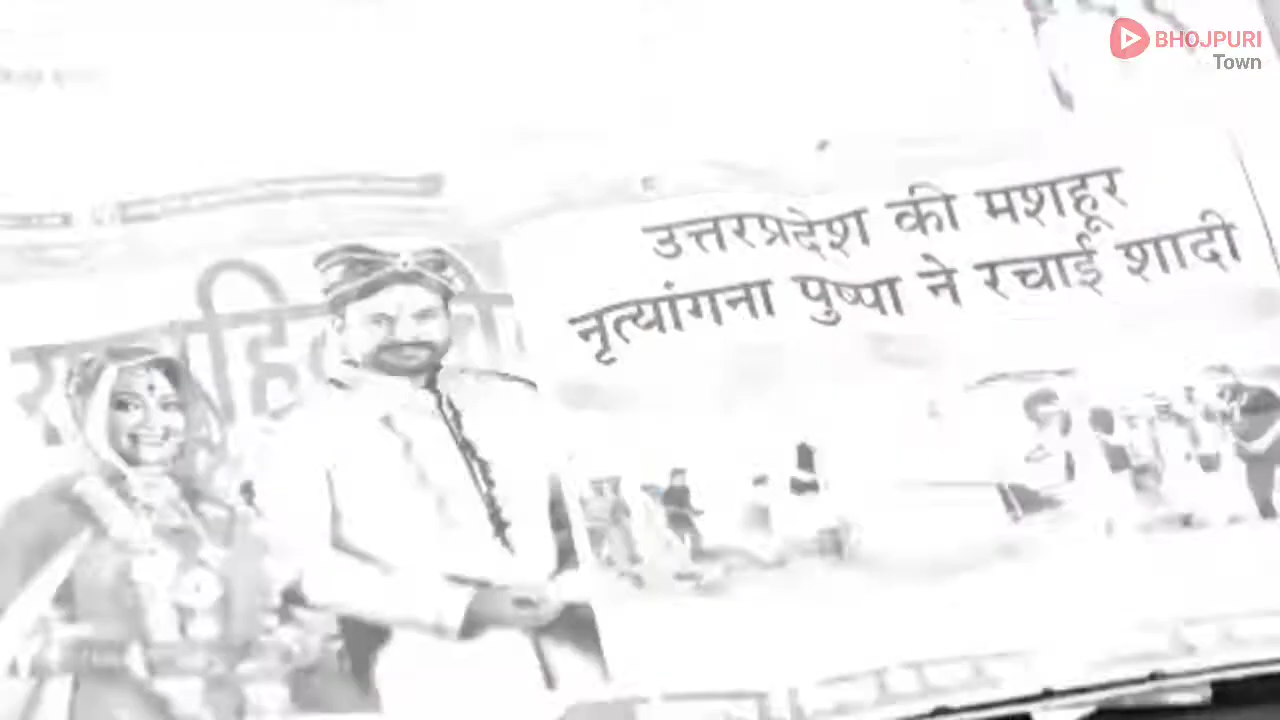 BHOJPURI
Town
उत्तरप्रदेश की मशहूर
नृत्यांगना पुष्पा ने रचाई शादी